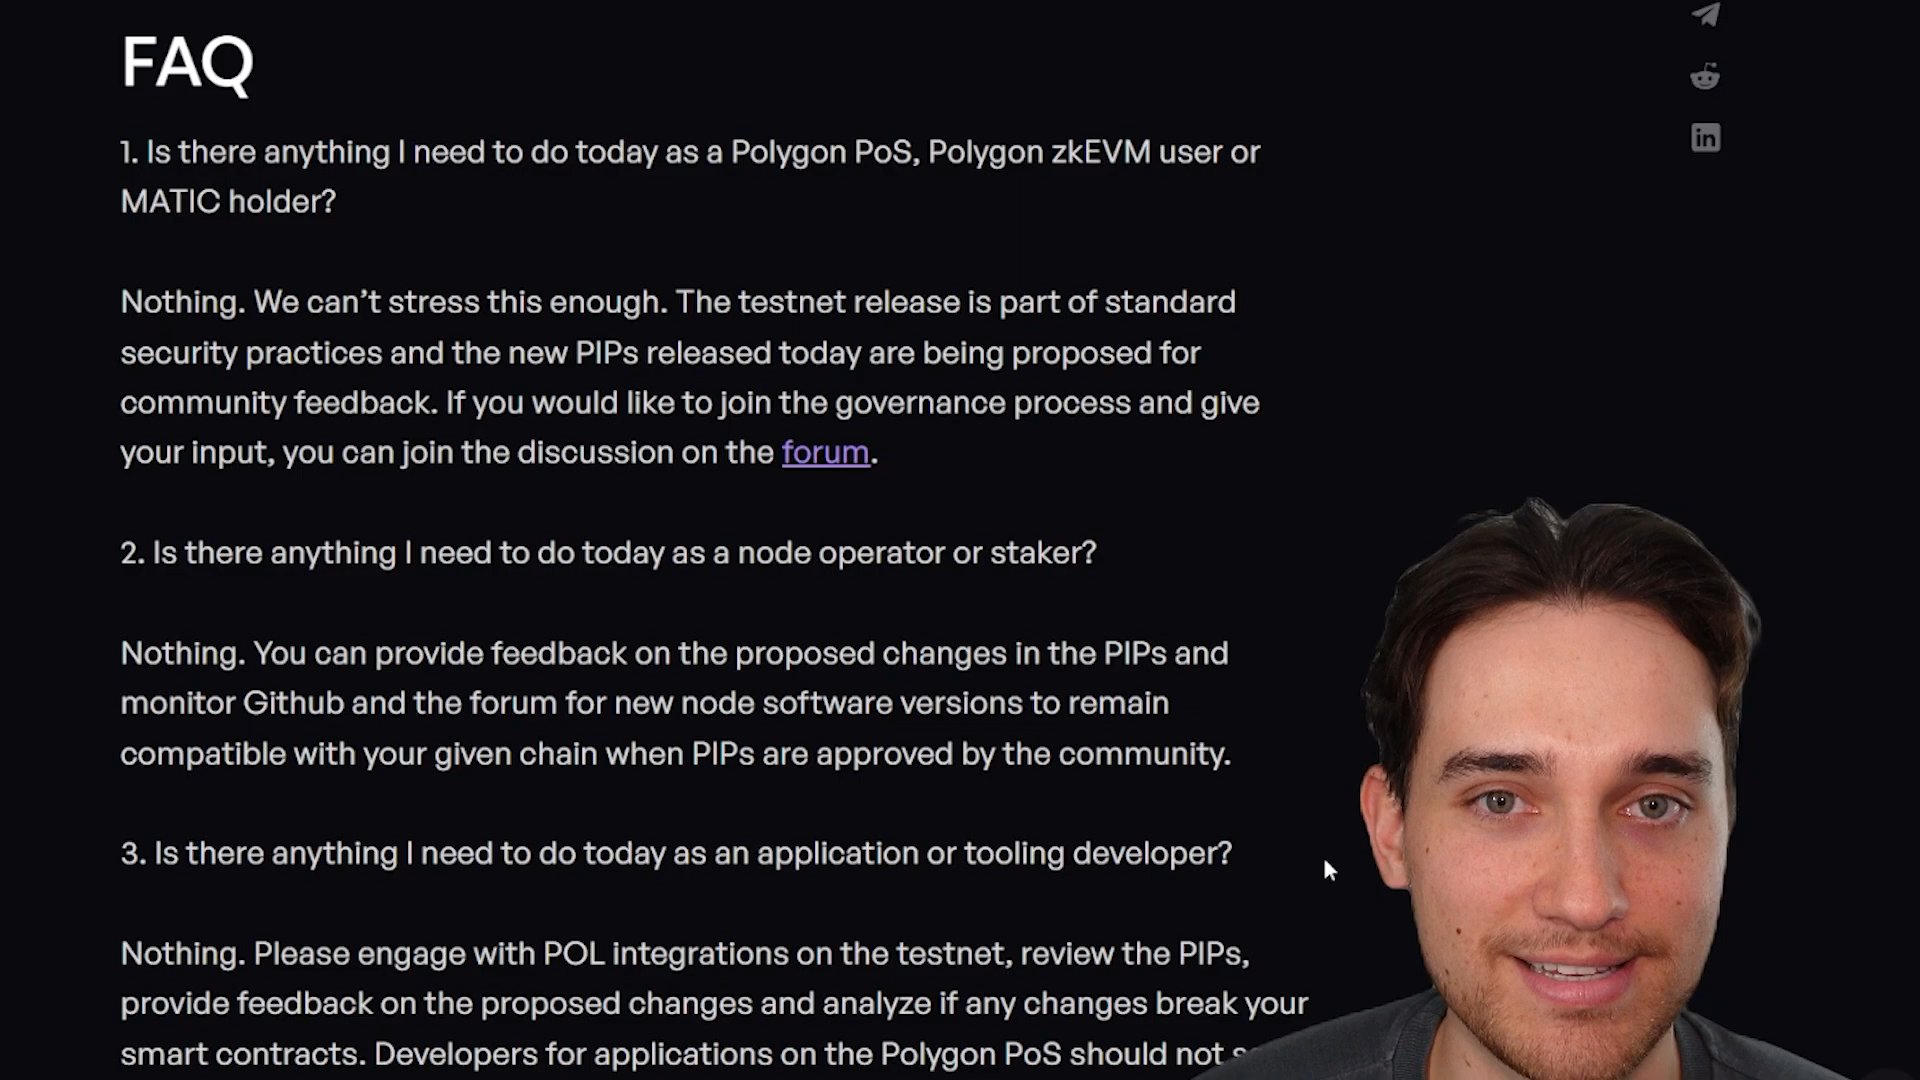 FAQ
1. Is there anything I need to do today as a Polygon PoS, Polygon zkEVM user or
MATIC holder?
Nothing. We can’t stress this enough. The testnet release is part of standard
security practices and the new PIPs released today are being proposed for
community feedback. If you would like to join the governance process and give
your input, you can join the discussion on the forum.
2. Is there anything I need to do today as a node operator or staker?
Nothing. You can provide feedback on the proposed changes in the PIPs and
monitor Github and the forum for new node software versions to remain
compatible with your given chain when PIPs are approved by the community.
3. Is there anything I need to do today as an application or tooling developer?
Nothing. Please engage with POL integrations on the testnet, review the PIPs,
provide feedback on the proposed changes and analyze if any changes break your
smart contracts. Developers for applications on the Polygon PoS should not
in